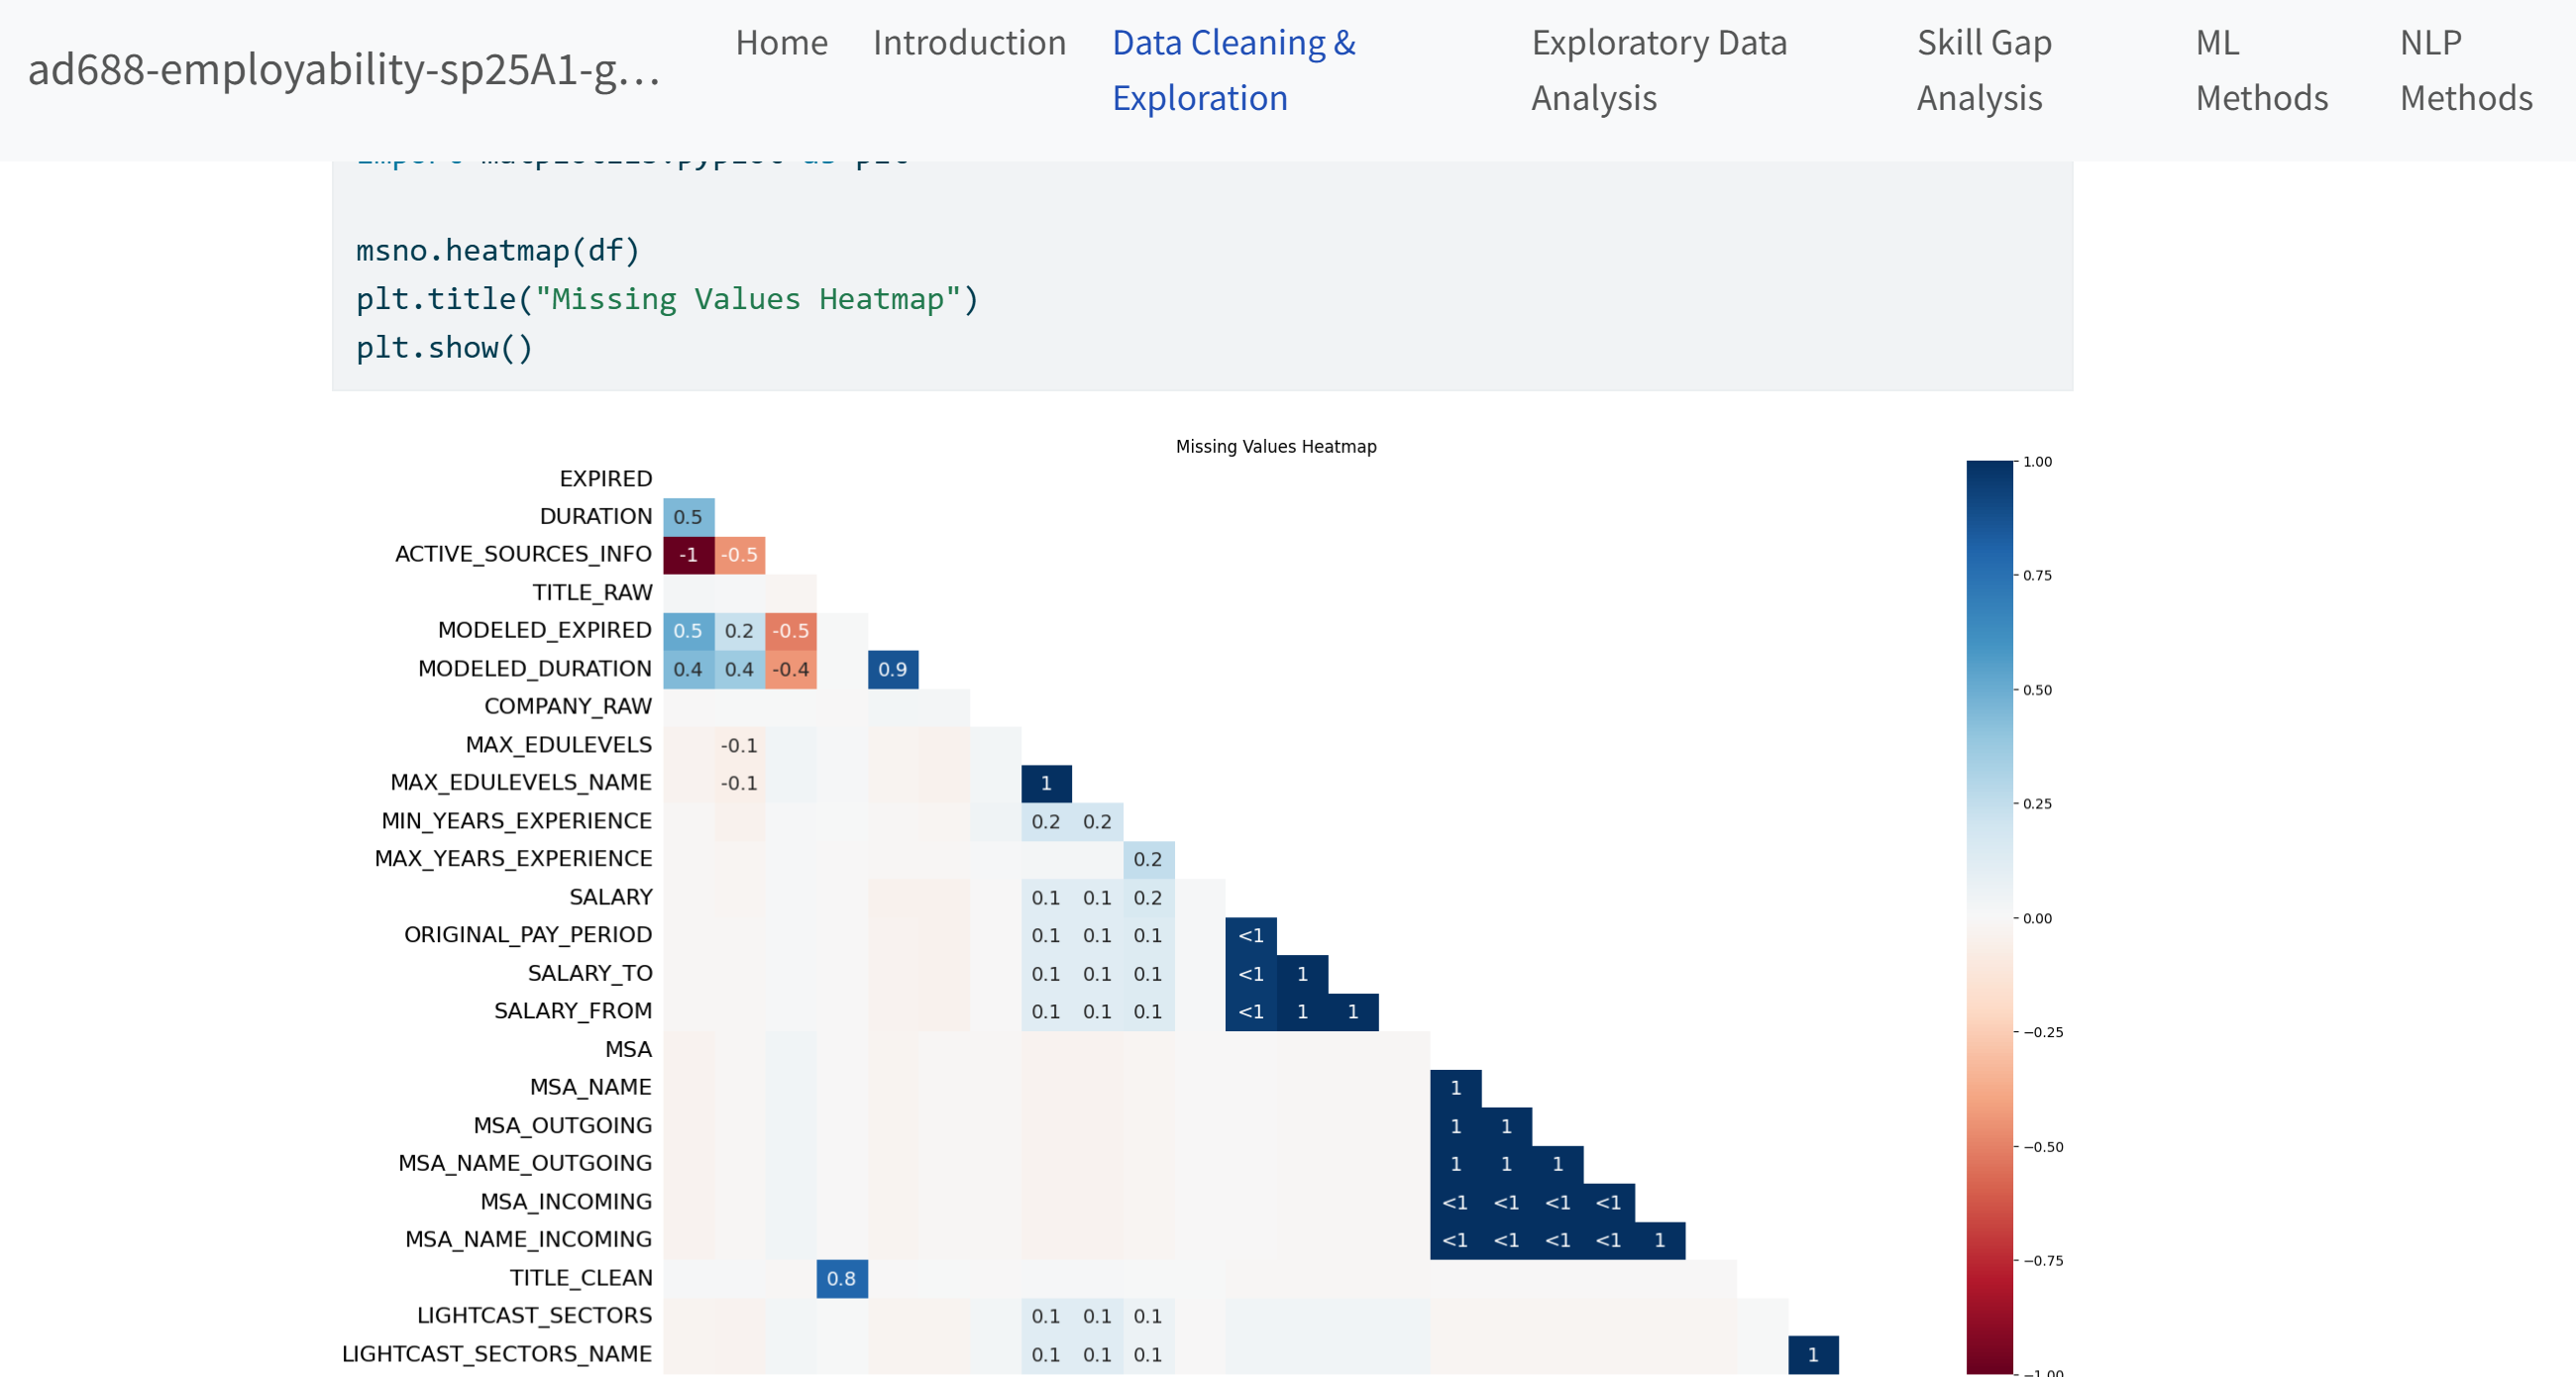 ad688-employability-sp25A1-g…
Home
Introduction
Data Cleaning &
Exploration
Exploratory Data
Analysis
Skill Gap
Analysis
ML
Methods
NLP
Methods
import matplotlib.pyplot as plt
msno.heatmap(df)
plt.title("Missing Values Heatmap")
plt.show()
Missing Values Heatmap
EXPIRED
DURATION 0.5
ACTIVE_SOURCES_INFO -1 -0.5
TITLE_RAW
MODELED_EXPIRED 0.5 0.2 -0.5
MODELED_DURATION 0.4 0.4 -0.4 0.9
COMPANY_RAW
MAX_EDULEVELS -0.1
MAX_EDULEVELS_NAME -0.1 1
MIN_YEARS_EXPERIENCE 0.2 0.2
MAX_YEARS_EXPERIENCE 0.2
SALARY 0.1 0.1 0.2
ORIGINAL_PAY_PERIOD 0.1 0.1 0.1 <1
SALARY_TO 0.1 0.1 0.1 <1 1
SALARY_FROM 0.1 0.1 0.1 <1 1 1
MSA
MSA_NAME 1
MSA_OUTGOING 1 1
MSA_NAME_OUTGOING 1 1 1
MSA_INCOMING <1 <1 <1 <1
MSA_NAME_INCOMING <1 <1 <1 <1 1
TITLE_CLEAN 0.8
LIGHTCAST_SECTORS 0.1 0.1 0.1
LIGHTCAST_SECTORS_NAME 0.1 0.1 0.1 1
1.00
0.75
0.50
0.25
0.00
−0.25
−0.50
−0.75
−1.00